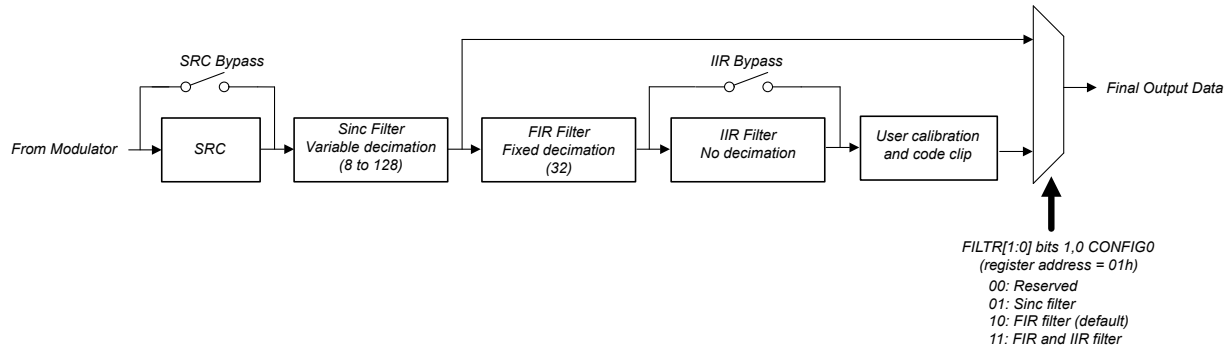 SRC Bypass
IIR Bypass
Final Output Data
From Modulator
SRC
Sinc Filter
Variable decimation
(8 to 128)
FIR Filter
Fixed decimation
(32)
IIR Filter
No decimation
User calibration
and code clip
FILTR[1:0] bits 1,0 CONFIG0
(register address = 01h)
00: Reserved
01: Sinc filter
10: FIR filter (default)
11: FIR and IIR filter